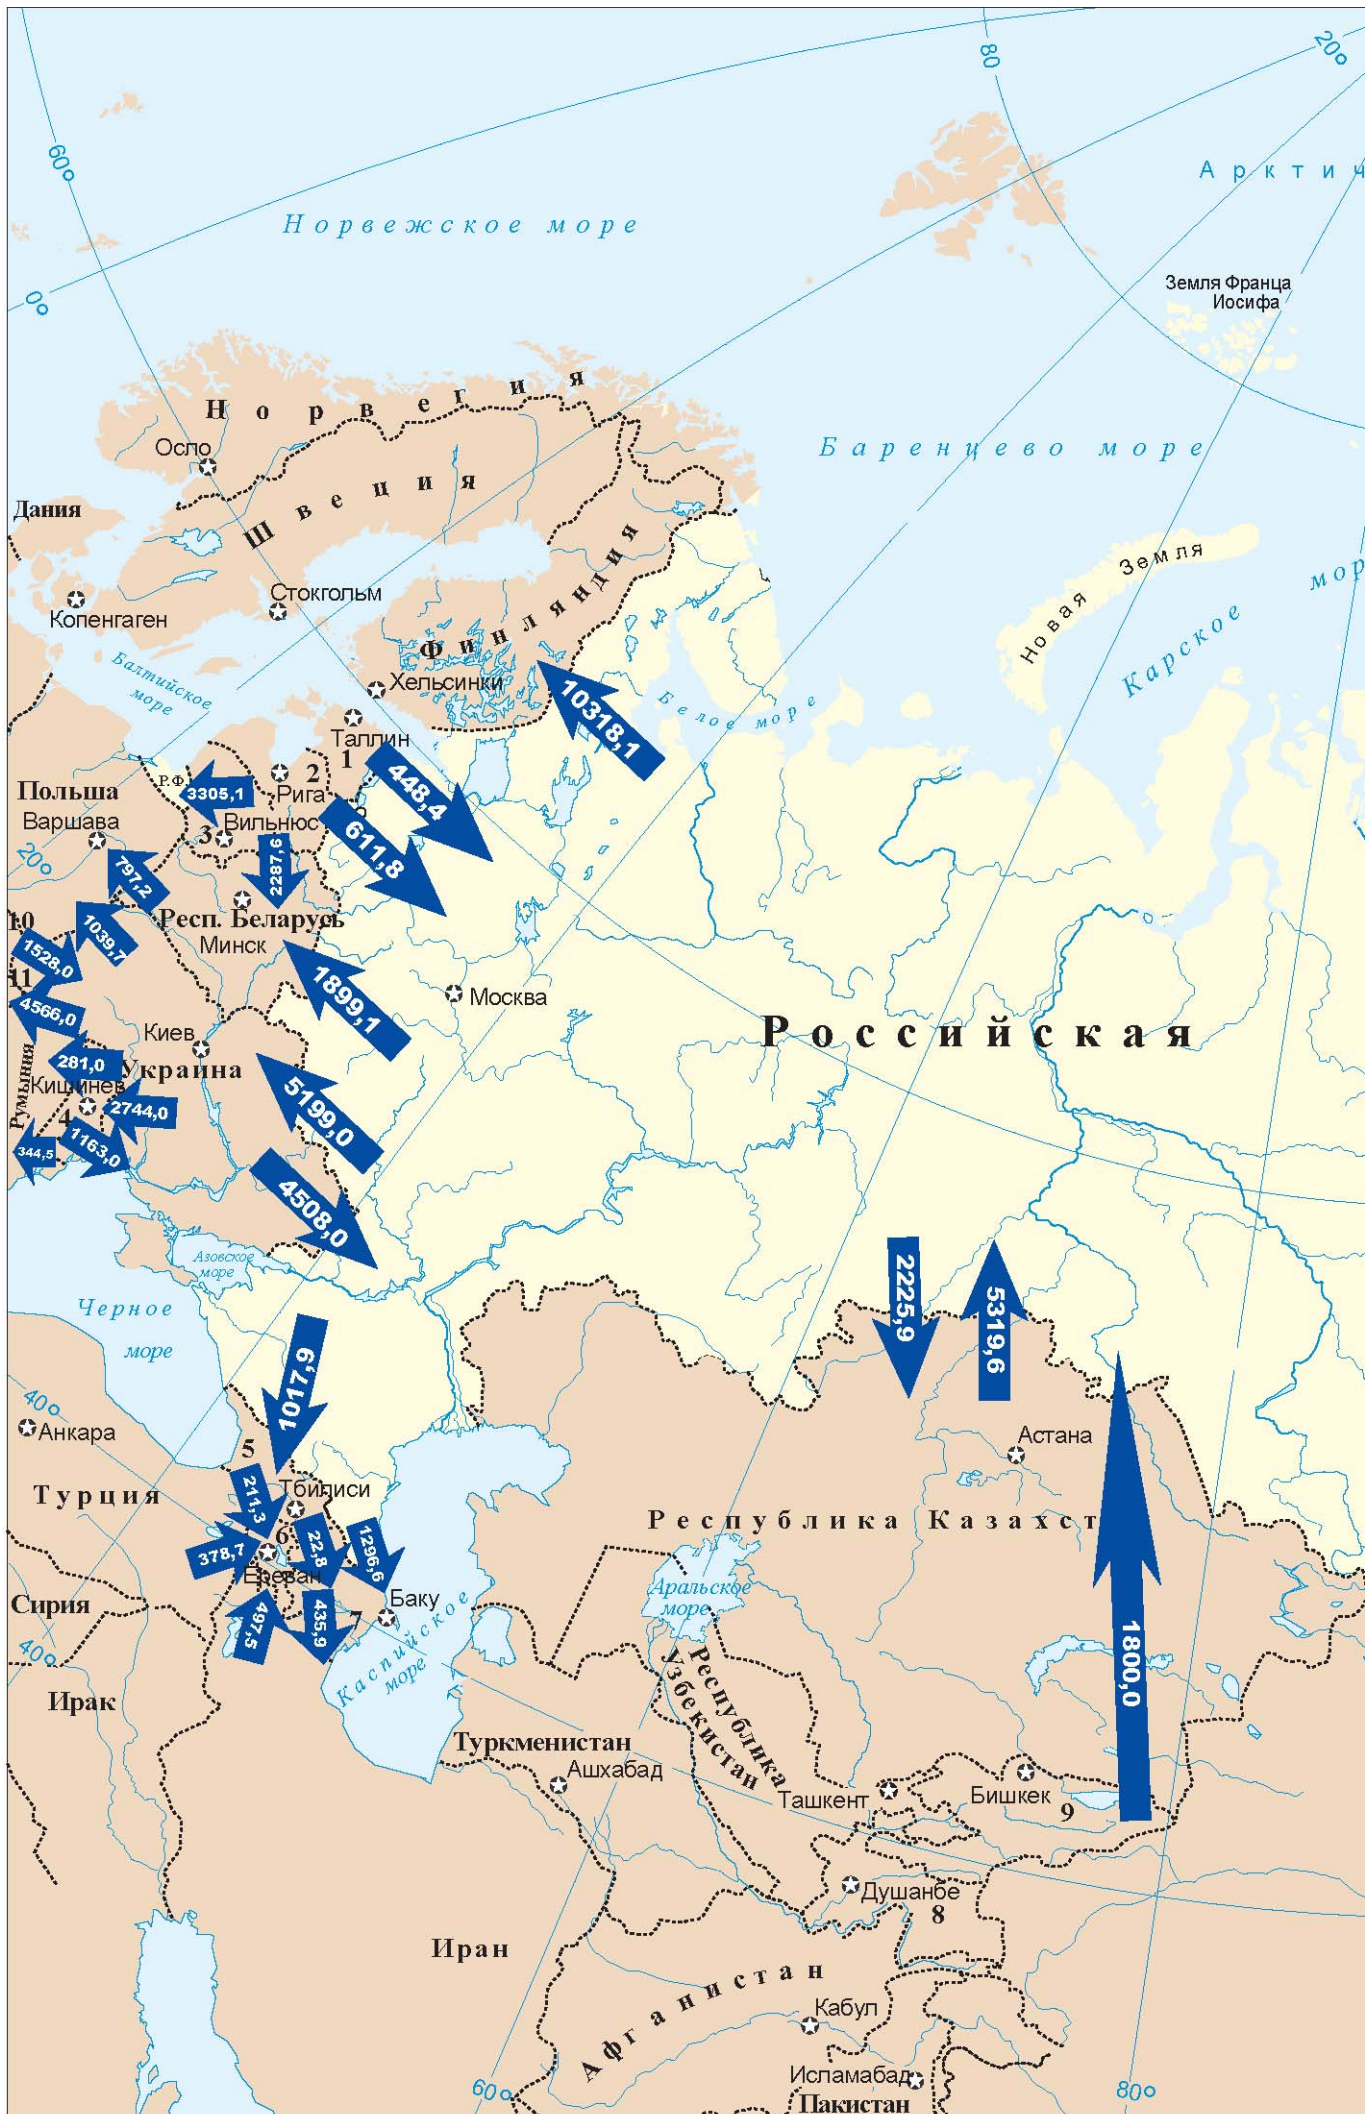 80
20°
60°
Арктич
Норвежское море
0°
Земля Франца
Иосифа
Норвегия
Осло
Баренцево море
Швеция
Дания
Новая Земля
мор
Финляндия
Стокгольм
Копенгаген
Карское
Балтийское
море
Хельсинки
10318,1
Белое море
Таллин
1
2
448,4
Р.Ф.
3305,1
Рига
Польша
Варшава
3
Вильнюс
611,8
20°
797,2
2287,6
10
1039,7
Респ. Беларусь
Минск
1528,0
11
1899,1
Москва
4566,0
Киев
Российская
281,0
Украина
Румыния
Кишинев
4
2744,0
5199,0
1163,0
344,5
4508,0
Азовское
море
2225,9
5319,6
Черное
море
1017,9
40°
Анкара
5
Астана
Турция
211,3
Тбилиси
Республика Казахст
6
22,8
1296,6
378,7
Ереван
Аральское
море
Сирия
497,5
435,9
7
Баку
Каспийское
море
40°
1800,0
Ирак
Республика
Узбекистан
Туркменистан
Ашхабад
Ташкент
Бишкек
9
Душанбе
8
Иран
Афганистан
Кабул
Исламабад
Пакистан
60°
80°